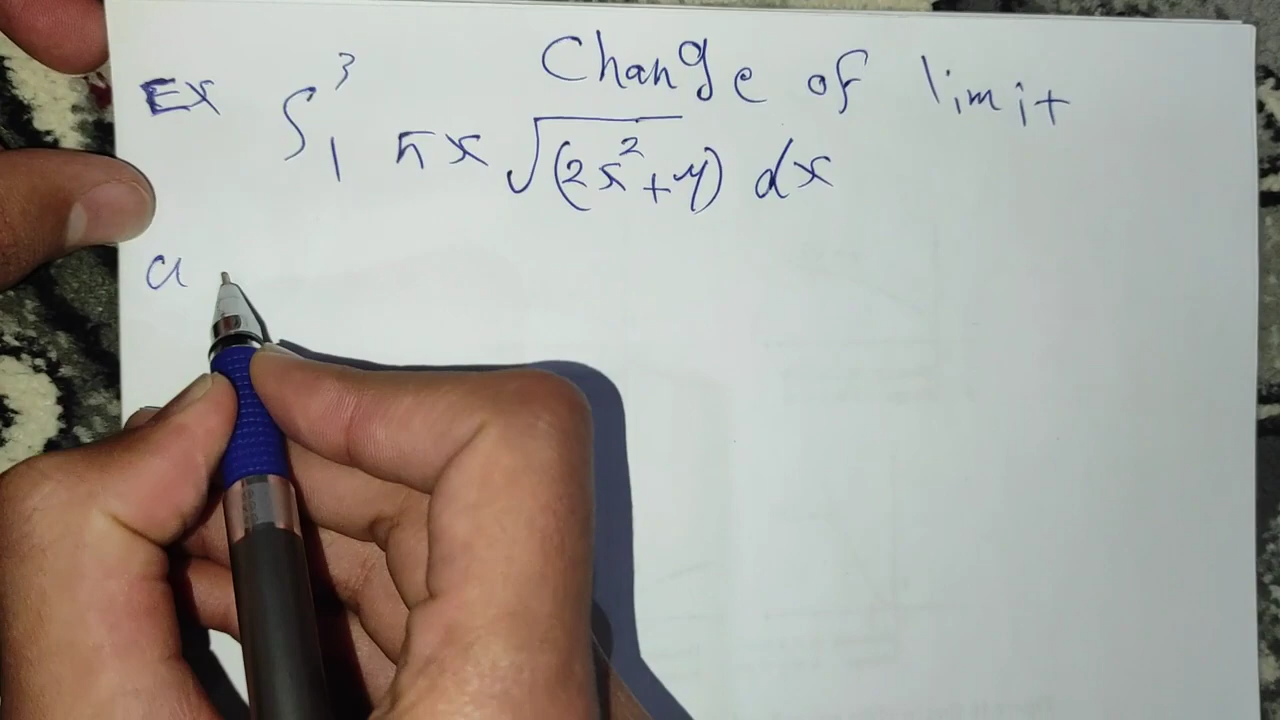 Change of limit
Ex ∫₁³ 5x √(2x²+4) dx
u